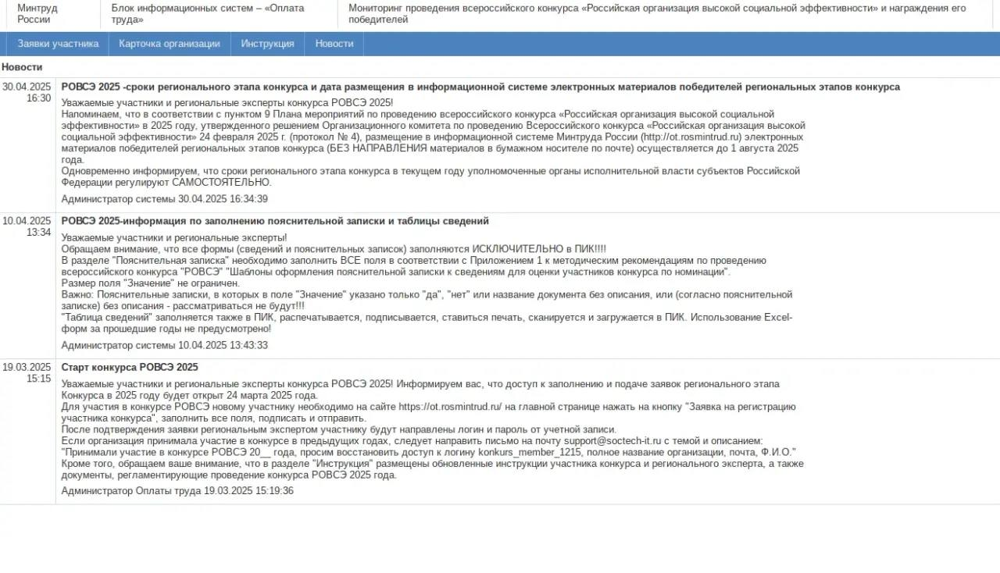 Минтруд
России
Блок информационных систем – «Оплата
труда»
Мониторинг проведения всероссийского конкурса «Российская организация высокой социальной эффективности» и награждения его
победителей
Заявки участника
Карточка организации
Инструкция
Новости
Новости
30.04.2025
16:30
РОВСЭ 2025 -сроки регионального этапа конкурса и дата размещения в информационной системе электронных материалов победителей региональных этапов конкурса
Уважаемые участники и региональные эксперты конкурса РОВСЭ 2025!
Напоминаем, что в соответствии с пунктом 9 Плана мероприятий по проведению всероссийского конкурса «Российская организация высокой социальной
эффективности» в 2025 году, утвержденного решением Организационного комитета по проведению Всероссийского конкурса «Российская организация высокой
социальной эффективности» 24 февраля 2025 г. (протокол № 4), размещение в информационной системе Минтруда России (http://ot.rosmintrud.ru) электронных
материалов победителей региональных этапов конкурса (БЕЗ НАПРАВЛЕНИЯ материалов в бумажном носителе по почте) осуществляется до 1 августа 2025
года.
Одновременно информируем, что сроки регионального этапа конкурса в текущем году уполномоченные органы исполнительной власти субъектов Российской
Федерации регулируют САМОСТОЯТЕЛЬНО.
Администратор системы 30.04.2025 16:34:39
10.04.2025
13:34
РОВСЭ 2025-информация по заполнению пояснительной записки и таблицы сведений
Уважаемые участники и региональные эксперты!
Обращаем внимание, что все формы (сведений и пояснительных записок) заполняются ИСКЛЮЧИТЕЛЬНО в ПИК!!!!
В разделе "Пояснительная записка" необходимо заполнить ВСЕ поля в соответствии с Приложением 1 к методическим рекомендациям по проведению
всероссийского конкурса "РОВСЭ" "Шаблоны оформления пояснительной записки к сведениям для оценки участников конкурса по номинации".
Размер поля "Значение" не ограничен.
Важно: Пояснительные записки, в которых в поле "Значение" указано только "да", "нет" или название документа без описания, или (согласно пояснительной
записке) без описания - рассматриваться не будут!!!
"Таблица сведений" заполняется также в ПИК, распечатывается, подписывается, ставиться печать, сканируется и загружается в ПИК. Использование Excel-
форм за прошедшие годы не предусмотрено!
Администратор системы 10.04.2025 13:43:33
19.03.2025
15:15
Старт конкурса РОВСЭ 2025
Уважаемые участники и региональные эксперты конкурса РОВСЭ 2025! Информируем вас, что доступ к заполнению и подаче заявок регионального этапа
Конкурса в 2025 году будет открыт 24 марта 2025 года.
Для участия в конкурсе РОВСЭ новому участнику необходимо на сайте https://ot.rosmintrud.ru/ на главной странице нажать на кнопку "Заявка на регистрацию
участника конкурса", заполнить все поля, подписать и отправить.
После подтверждения заявки региональным экспертом участнику будут направлены логин и пароль от учетной записи.
Если организация принимала участие в конкурсе в предыдущих годах, следует направить письмо на почту support@soctech-it.ru с темой и описанием:
"Принимали участие в конкурсе РОВСЭ 20__ года, просим восстановить доступ к логину konkurs_member_1215, полное название организации, почта, Ф.И.О."
Кроме того, обращаем ваше внимание, что в разделе "Инструкция" размещены обновленные инструкции участника конкурса и регионального эксперта, а также
документы, регламентирующие проведение конкурса РОВСЭ 2025 года.
Администратор Оплаты труда 19.03.2025 15:19:36